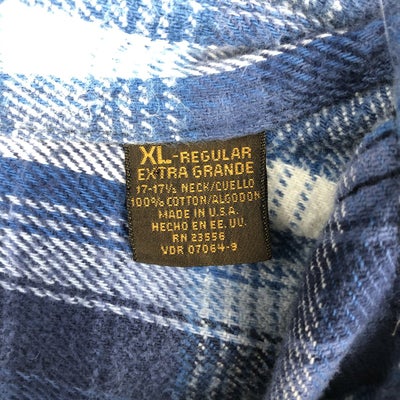 XL-REGULAR
EXTRA GRANDE
17-17½ NECK/CUELLO
100% COTTON/ALGODON
MADE IN U.S.A.
HECHO EN EE. UU.
RN 23556
VDR 07064-9